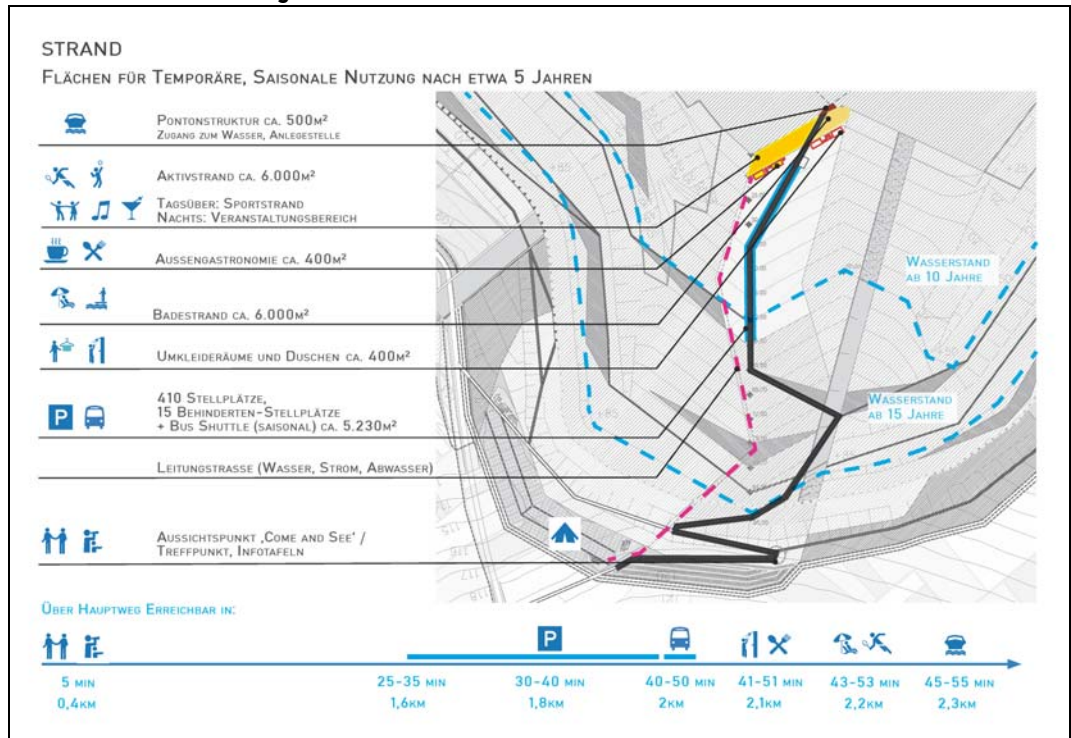 STRAND
FLÄCHEN FÜR TEMPORÄRE, SAISONALE NUTZUNG NACH ETWA 5 JAHREN
PONTONSTRUKTUR CA. 500M²
ZUGANG ZUM WASSER, ANLEGESTELLE
AKTIVSTRAND CA. 6.000M²
TAGSÜBER: SPORTSTRAND
NACHTS: VERANSTALTUNGSBEREICH
AUSSENGASTRONOMIE CA. 400M²
BADESTRAND CA. 6.000M²
UMKLEIDERÄUME UND DUSCHEN CA. 400M²
P
410 STELLPLÄTZE,
15 BEHINDERTEN-STELLPLÄTZE
+ BUS SHUTTLE (SAISONAL) CA. 5.230M²
LEITUNGSTRASSE (WASSER, STROM, ABWASSER)
AUSSICHTSPUNKT ‚COME AND SEE' /
TREFFPUNKT, INFOTAFELN
WASSERSTAND
AB 10 JAHRE
WASSERSTAND
AB 15 JAHRE
ÜBER HAUPTWEG ERREICHBAR IN:
P
5 MIN 25-35 MIN 30-40 MIN 40-50 MIN 41-51 MIN 43-53 MIN 45-55 MIN
0,4KM 1,6KM 1,8KM 2KM 2,1KM 2,2KM 2,3KM